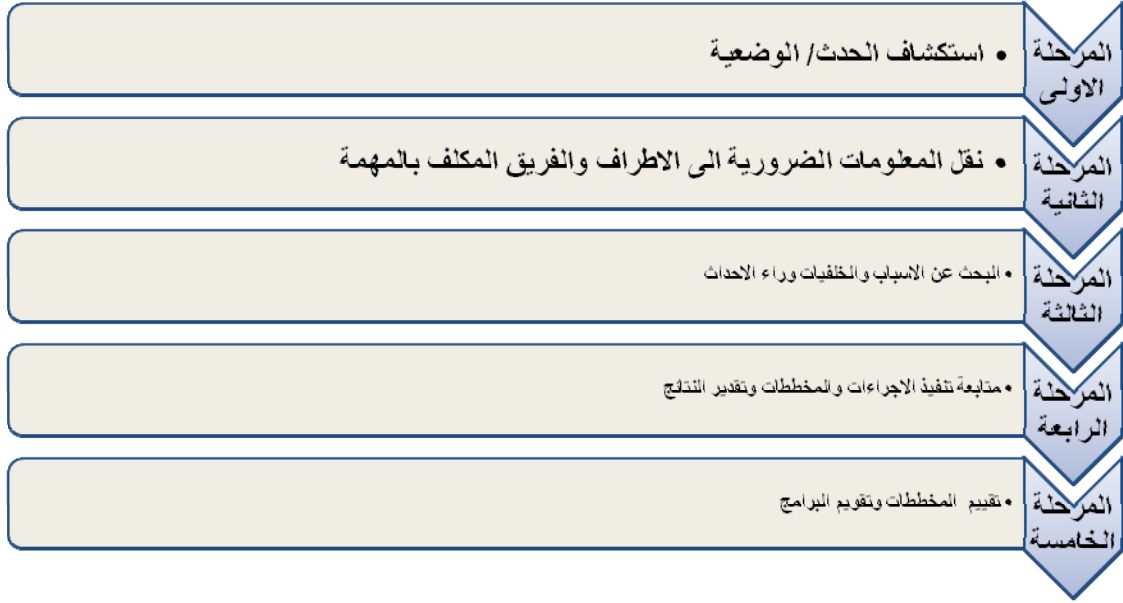 المرحلة
الاولى
• استكشاف الحدث/ الوضعية
المرحلة
الثانية
• نقل المعلومات الضرورية الى الاطراف والفريق المكلف بالمهمة
المرحلة
الثالثة
• البحث عن الاسباب والخلفيات وراء الاحداث
المرحلة
الرابعة
• متابعة تنفيذ الاجراءات والمخططات وتقدير النتائج
المرحلة
الخامسة
• تقييم المخططات وتقويم البرامج